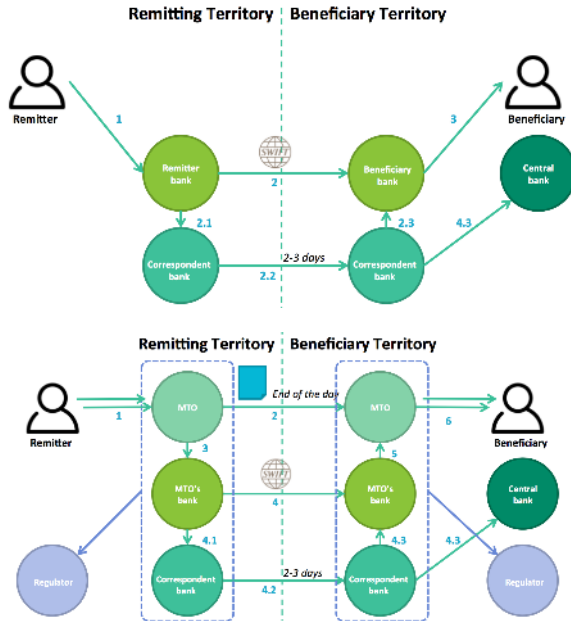 Remitting Territory
Beneficiary Territory
Remitter
1
SWIFT
3
Beneficiary
Remitter
bank
2
Beneficiary
bank
Central
bank
2.1
2.3
4.3
Correspondent
bank
2-3 days
2.2
Correspondent
bank
Remitting Territory
Beneficiary Territory
Remitter
1
MTO
End of the day
2
MTO
6
Beneficiary
3
5
SWIFT
MTO's
bank
4
MTO's
bank
Central
bank
4.1
4.3
4.3
Regulator
Correspondent
bank
2-3 days
4.2
Correspondent
bank
Regulator